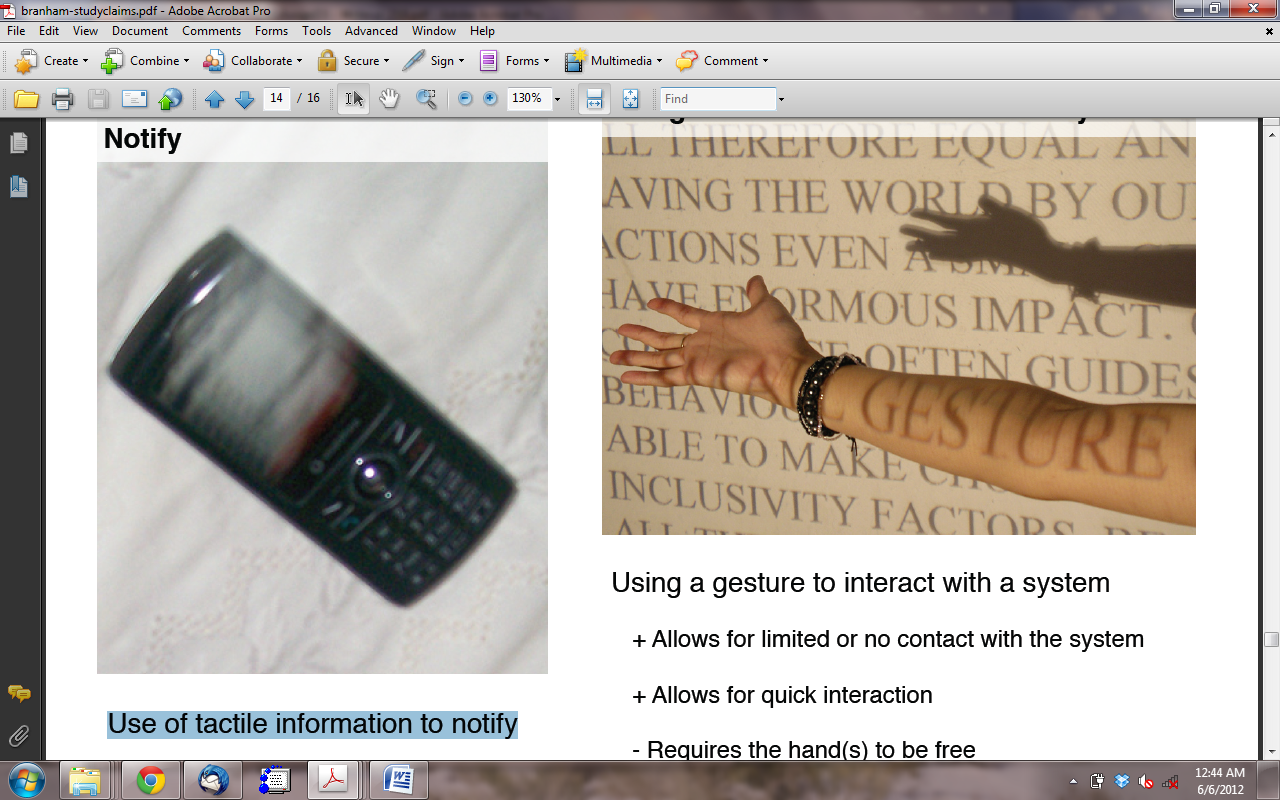 branham-studyclaims.pdf - Adobe Acrobat Pro
File Edit View Document Comments Forms Tools Advanced Window Help
Create Combine Collaborate Secure Sign Forms Multimedia Comment
14 / 16 130% Find
Notify
ALL THEREFORE EQUAL AN
AVING THE WORLD BY OU
ACTIONS EVEN A
HAVE ENORMOUS IMPACT.
OFTEN GUIDES
BEHAVIOU
GESTURE
ABLE TO MAKE
INCLUSIVITY FACTORS.
Using a gesture to interact with a system
+ Allows for limited or no contact with the system
+ Allows for quick interaction
- Requires the hand(s) to be free
Use of tactile information to notify
12:44 AM
6/6/2012